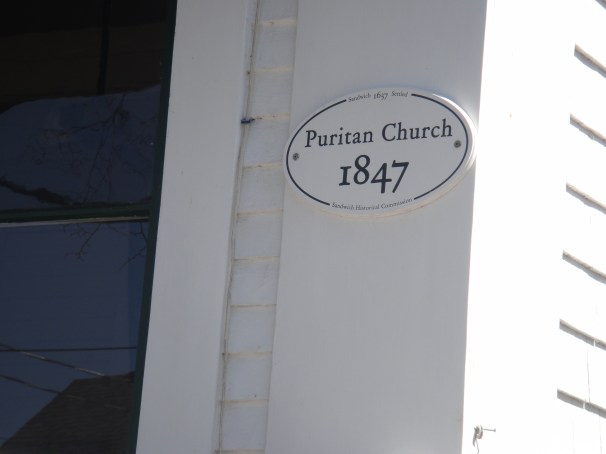 Sandwich 1637 Settled
Puritan Church
1847
Sandwich Historical Commission